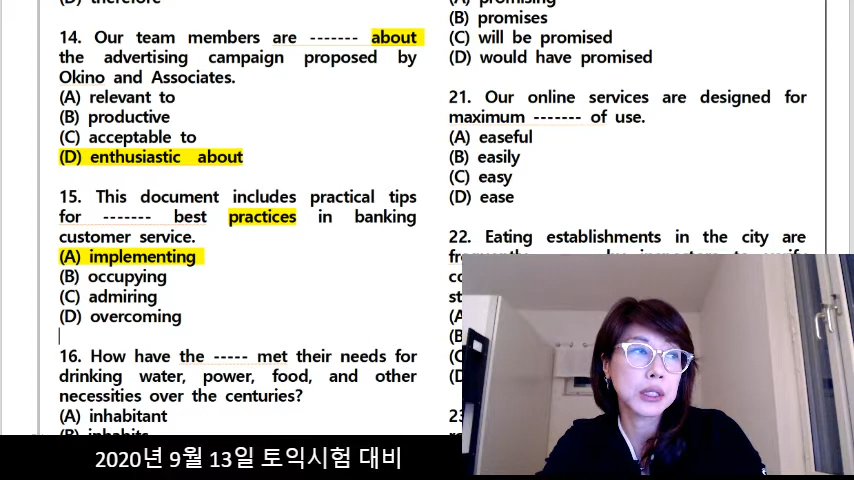 (D) therefore
14. Our team members are ------- about
the advertising campaign proposed by
Okino and Associates.
(A) relevant to
(B) productive
(C) acceptable to
(D) enthusiastic about
15. This document includes practical tips
for ------- best practices in banking
customer service.
(A) implementing
(B) occupying
(C) admiring
(D) overcoming
16. How have the ----- met their needs for
drinking water, power, food, and other
necessities over the centuries?
(A) inhabitant
(B) inhabits
(A) promising
(B) promises
(C) will be promised
(D) would have promised
21. Our online services are designed for
maximum ------- of use.
(A) easeful
(B) easily
(C) easy
(D) ease
22. Eating establishments in the city are
2020년 9월 13일 토익시험 대비